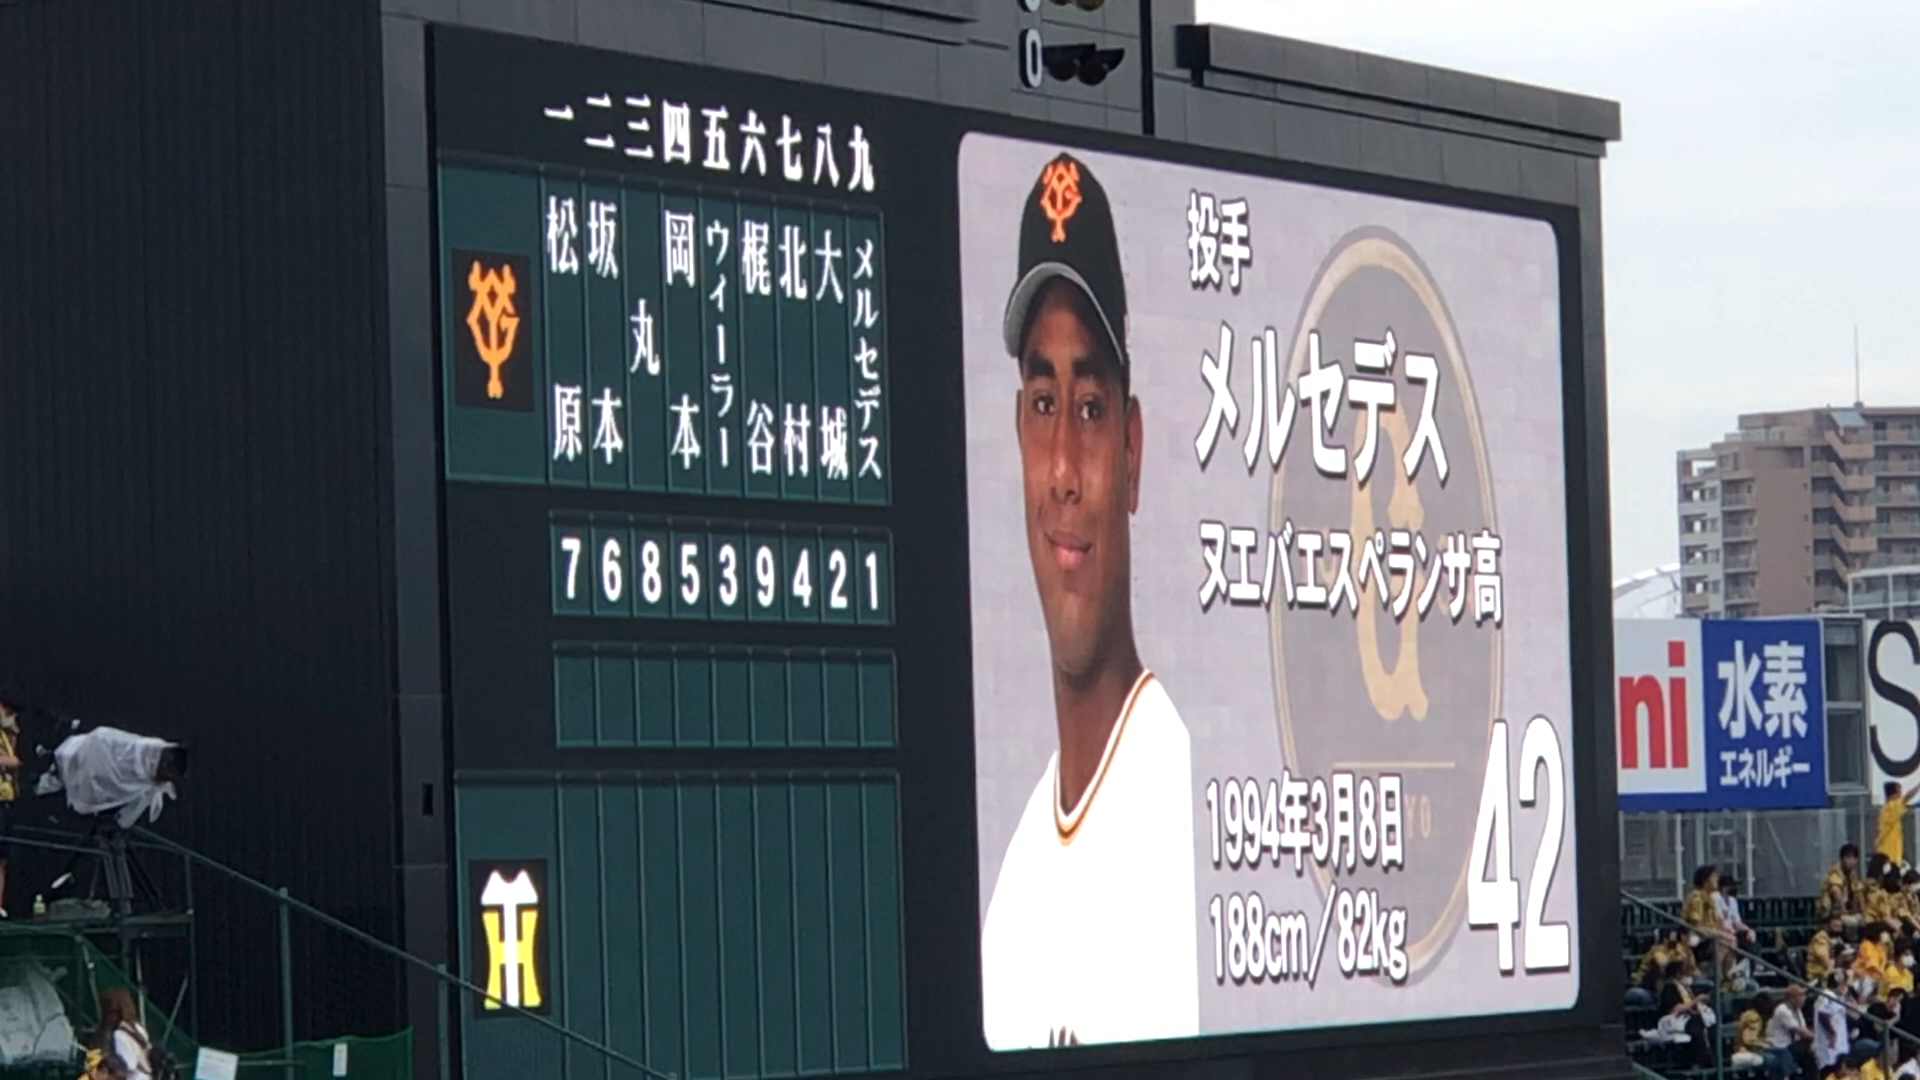 0
一二三四五六七八九
松原
坂本
丸
岡本
ウィーラー
梶谷
北村
大城
メルセデス
7 6 8 5 3 9 4 2 1
投手
メルセデス
ヌエバエスペランサ高
1994年3月8日
188cm/82kg
42
ni
水素
エネルギー
S